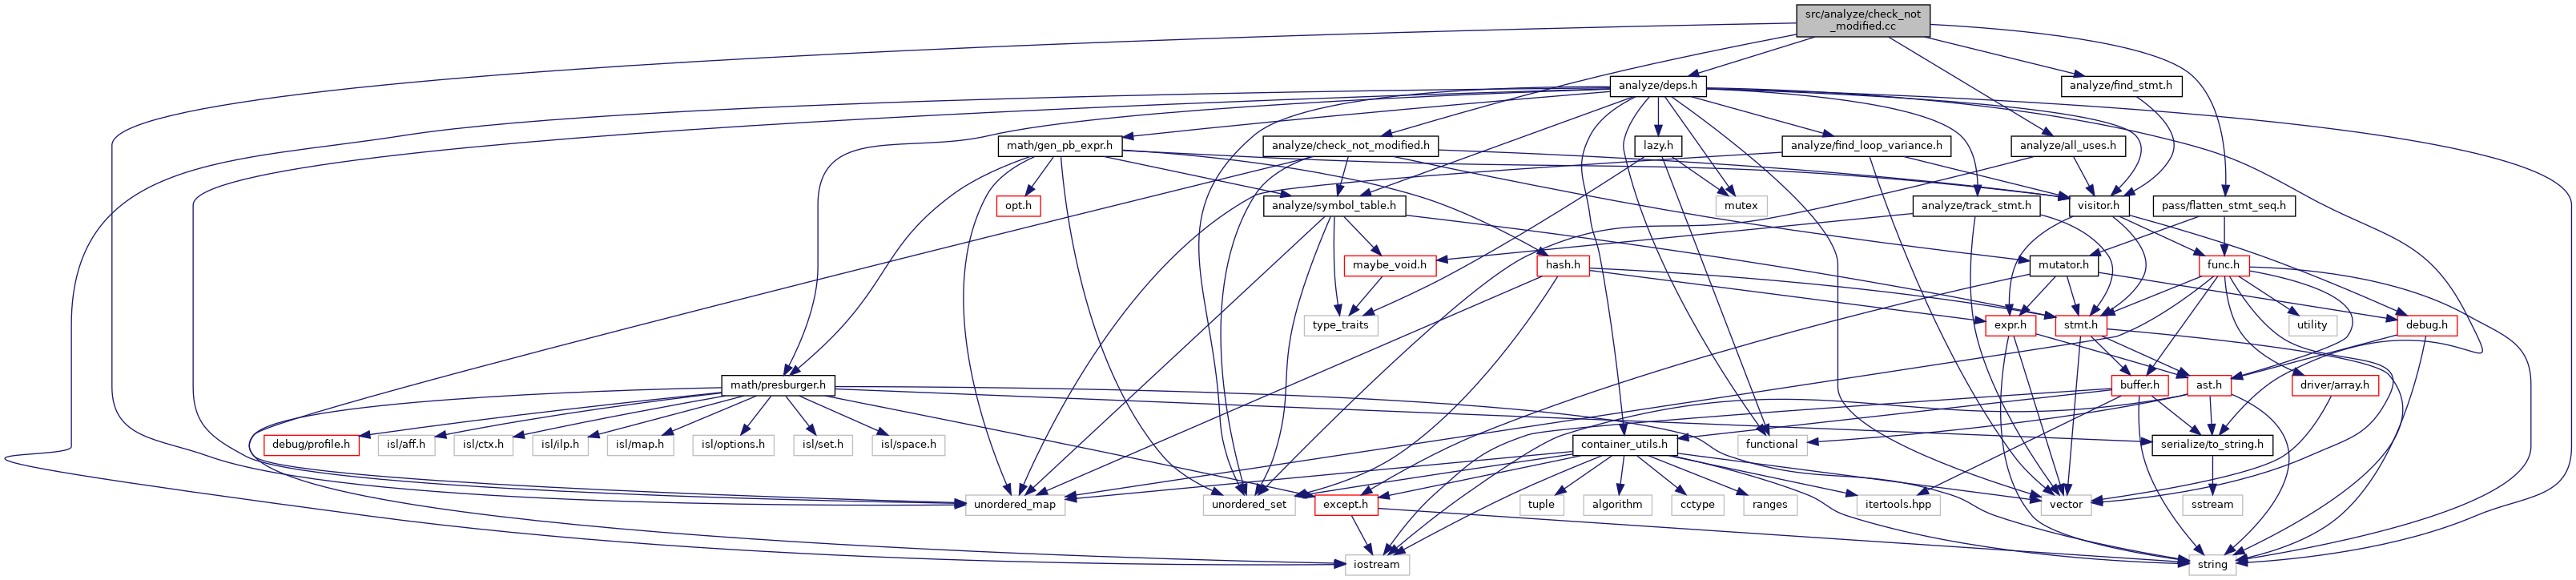 src/analyze/check_not
_modified.cc
analyze/deps.h
analyze/find_stmt.h
math/gen_pb_expr.h
analyze/check_not_modified.h
lazy.h
analyze/find_loop_variance.h
analyze/all_uses.h
opt.h
analyze/symbol_table.h
mutex
analyze/track_stmt.h
visitor.h
pass/flatten_stmt_seq.h
maybe_void.h
hash.h
mutator.h
func.h
type_traits
expr.h
stmt.h
utility
debug.h
math/presburger.h
buffer.h
ast.h
driver/array.h
debug/profile.h
isl/aff.h
isl/ctx.h
isl/ilp.h
isl/map.h
isl/options.h
isl/set.h
isl/space.h
container_utils.h
functional
serialize/to_string.h
unordered_map
unordered_set
except.h
tuple
algorithm
cctype
ranges
itertools.hpp
vector
sstream
iostream
string